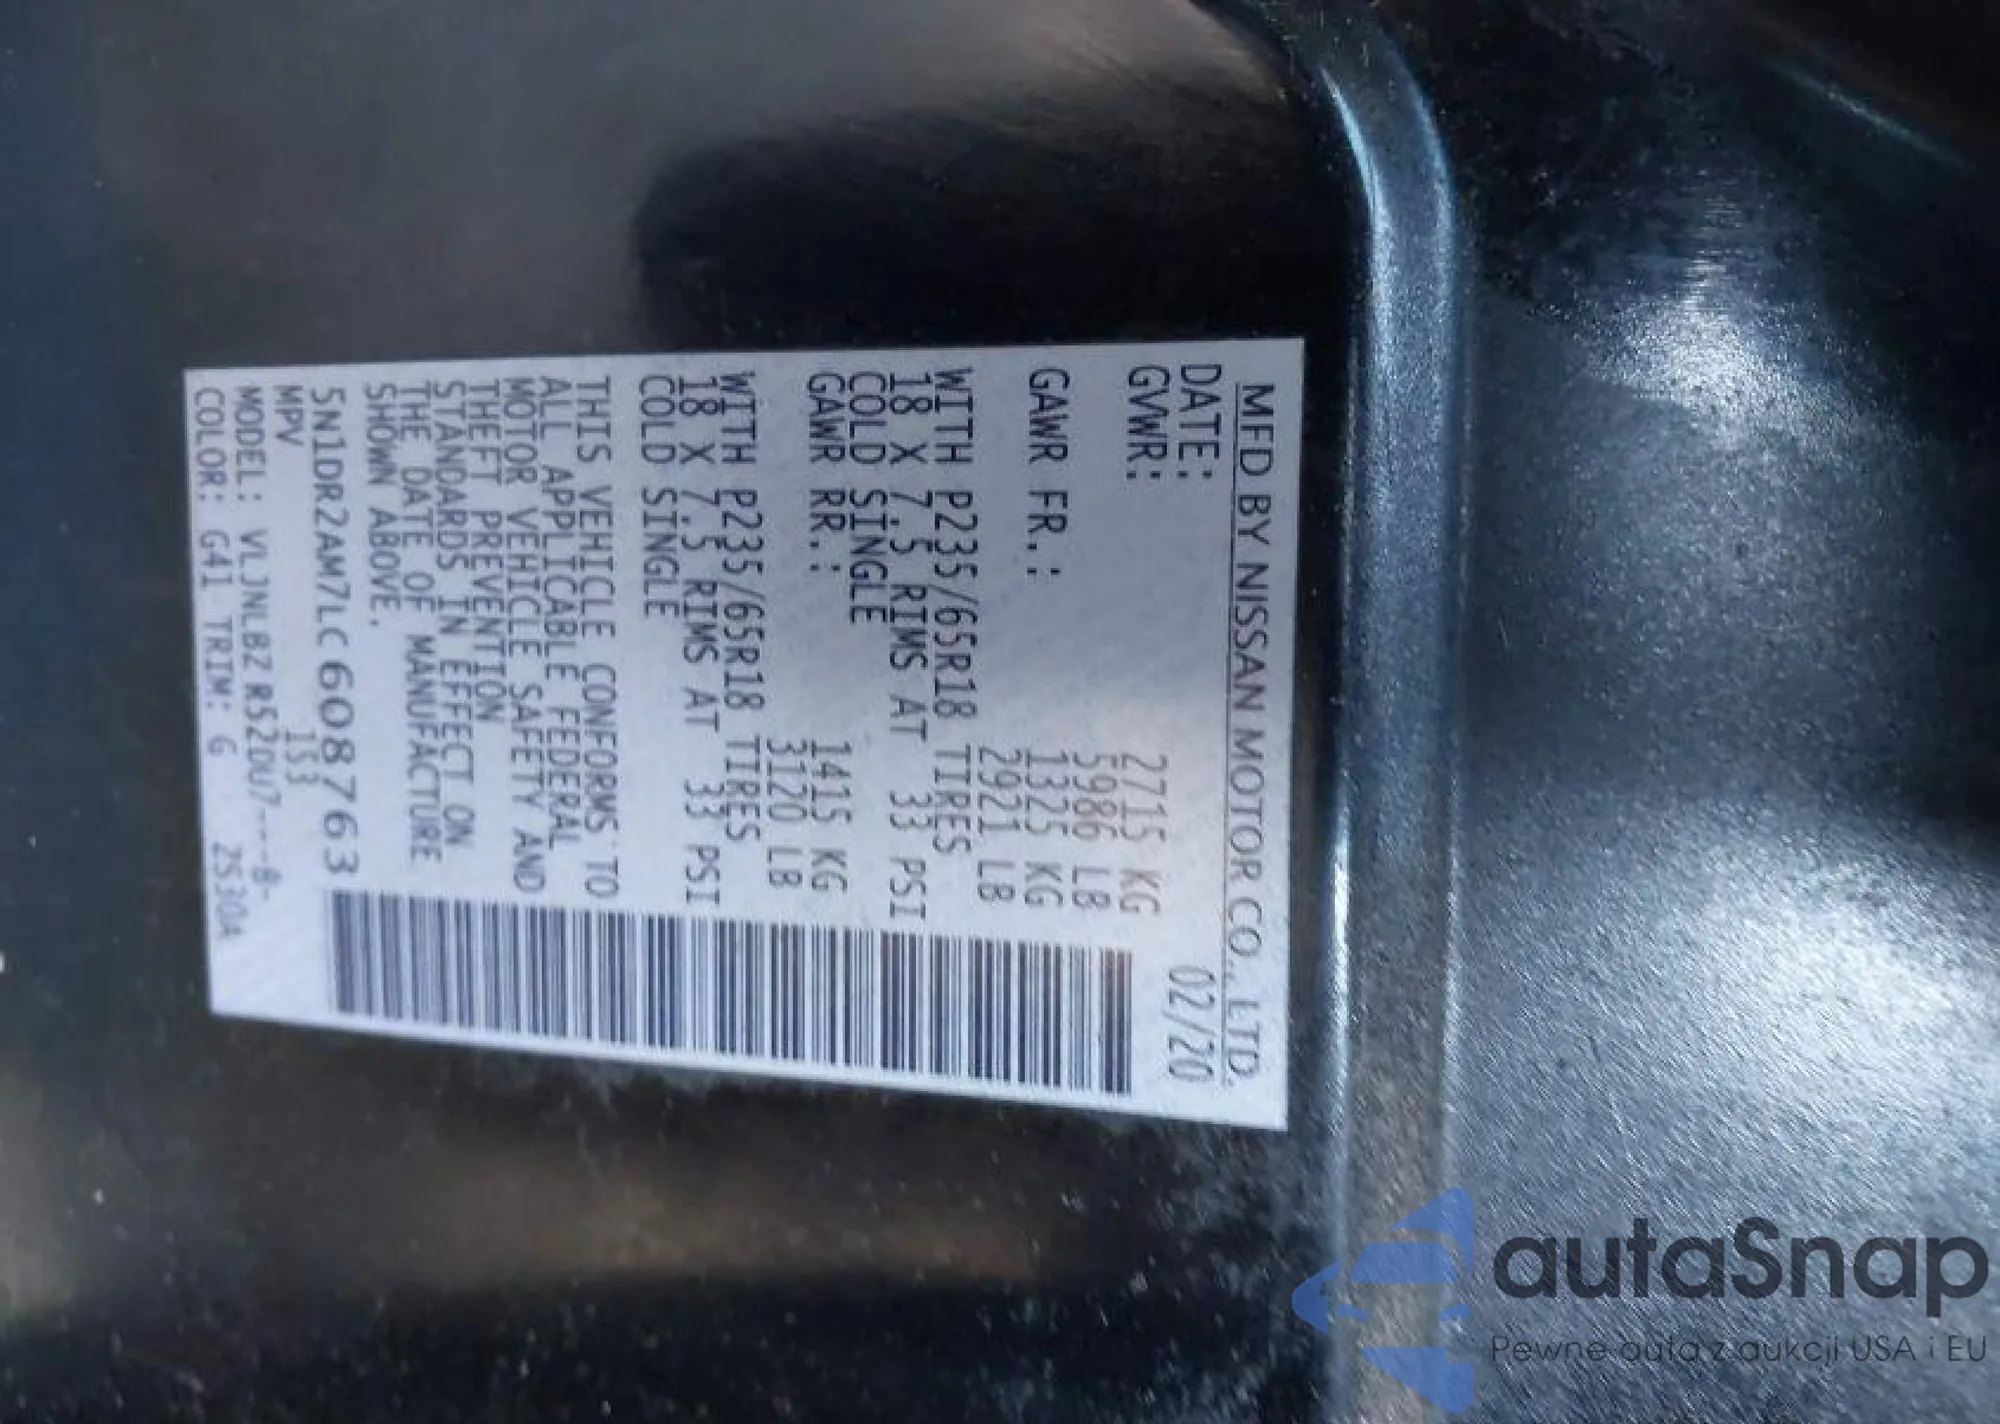 MFD BY NISSAN MOTOR CO., LTD.
DATE: 02/20
GVWR: 2715 KG
5986 LB
GAWR FR.: 1325 KG
2921 LB
WITH P235/65R18 TIRES
18 X 7.5 RIMS AT 33 PSI
COLD SINGLE
GAWR RR.: 1415 KG
3120 LB
WITH P235/65R18 TIRES
18 X 7.5 RIMS AT 33 PSI
COLD SINGLE
THIS VEHICLE CONFORMS TO
ALL APPLICABLE FEDERAL
MOTOR VEHICLE SAFETY AND
THEFT PREVENTION
STANDARDS IN EFFECT ON
THE DATE OF MANUFACTURE
SHOWN ABOVE.
5N1DR2AM7LC608763
MPV 153
MODEL: VLJNLBZ R52DU7----B-
COLOR: G41 TRIM: G ZS30A
autaSnap
Pewne auta z aukcji USA i EU